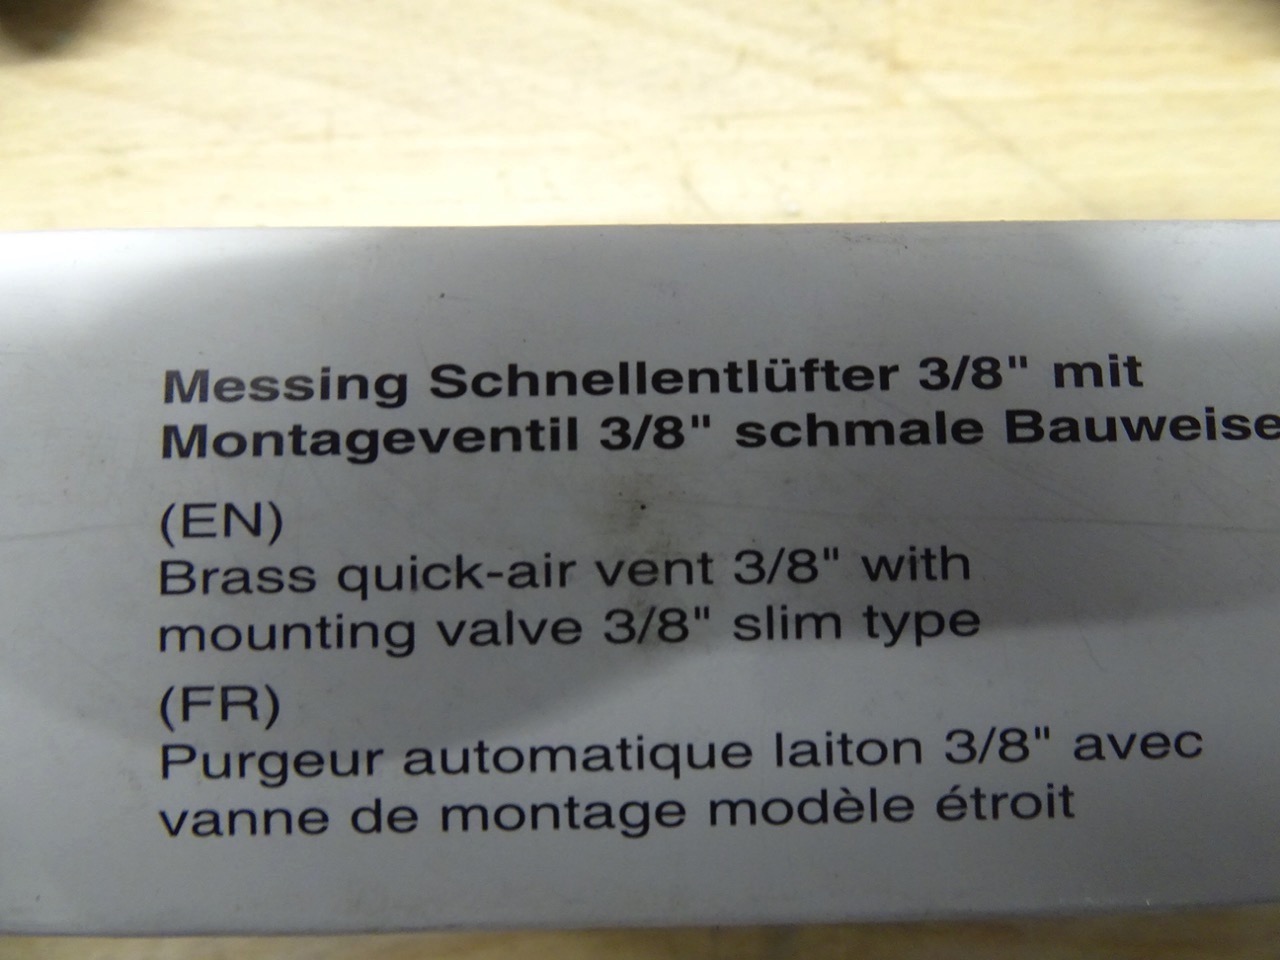 Messing Schnellentlüfter 3/8" mit
Montageventil 3/8" schmale Bauweise
(EN)
Brass quick-air vent 3/8" with
mounting valve 3/8" slim type
(FR)
Purgeur automatique laiton 3/8" avec
vanne de montage modèle étroit